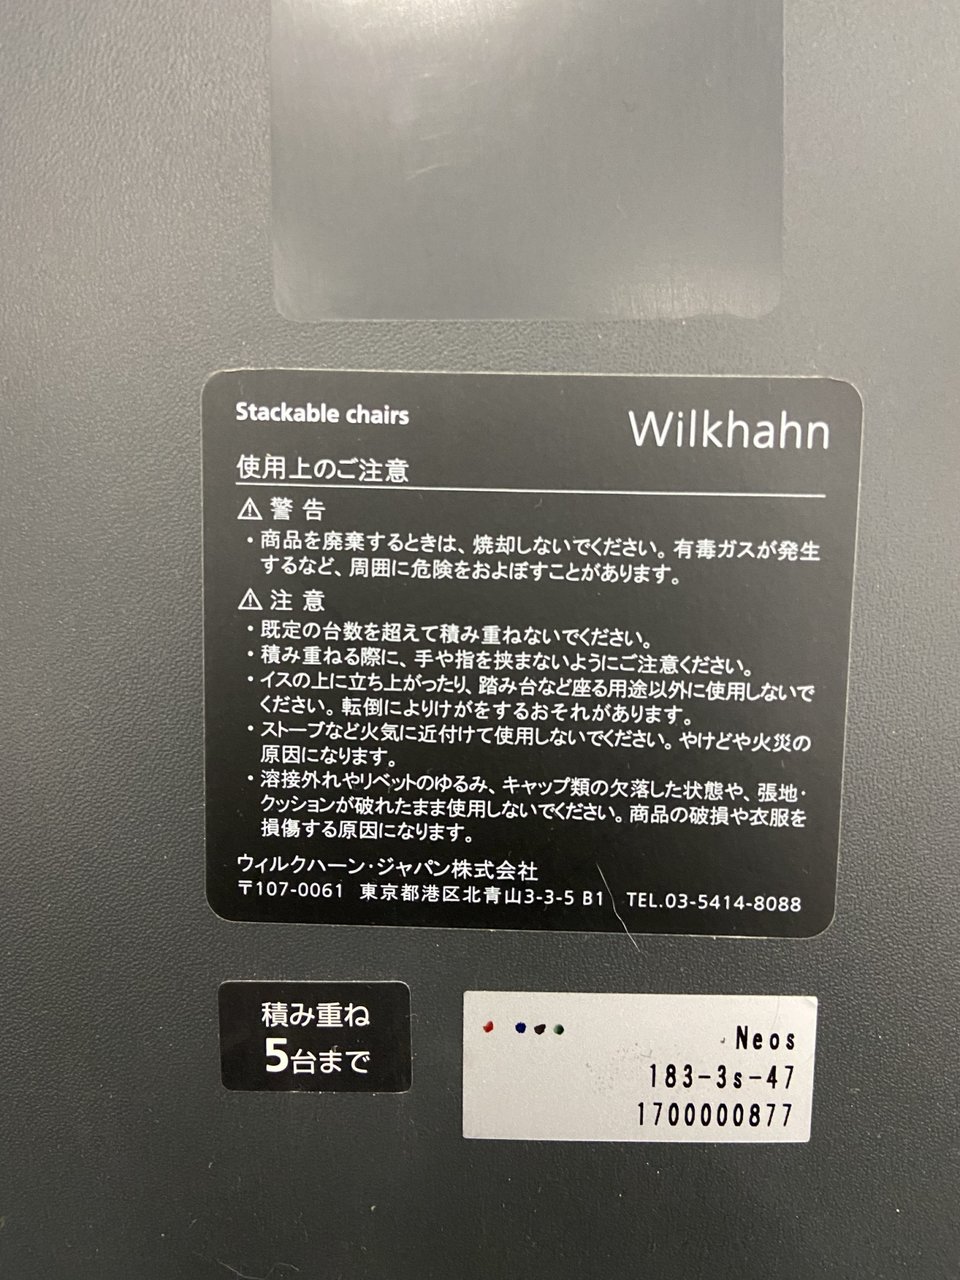 Stackable chairs
Wilkhahn
使用上のご注意
⚠ 警 告
・商品を廃棄するときは、焼却しないでください。有毒ガスが発生
するなど、周囲に危険をおよぼすことがあります。
⚠ 注 意
・既定の台数を超えて積み重ねないでください。
・積み重ねる際に、手や指を挟まないようにご注意ください。
・イスの上に立ち上がったり、踏み台など座る用途以外に使用しないで
ください。転倒によりけがをするおそれがあります。
・ストーブなど火気に近付けて使用しないでください。やけどや火災の
原因になります。
・溶接外れやリベットのゆるみ、キャップ類の欠落した状態や、張地・
クッションが破れたまま使用しないでください。商品の破損や衣服を
損傷する原因になります。
ウィルクハーン・ジャパン株式会社
〒107-0061 東京都港区北青山3-3-5 B1 TEL.03-5414-8088
積み重ね
5台まで
Neos
183-3s-47
1700000877